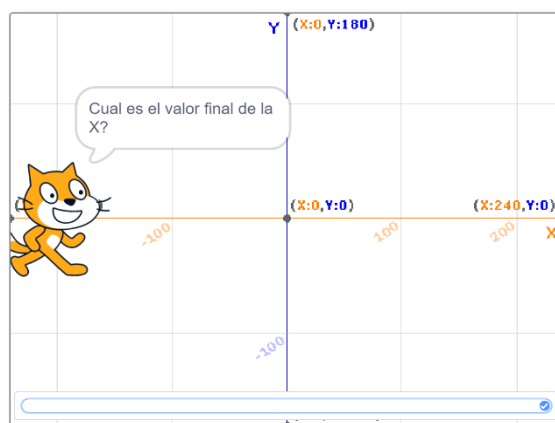 Y (X:0,Y:180)
Cual es el valor final de la
X?
(X:0,Y:0)
(X:240,Y:0)
X
-100
100
200
-100